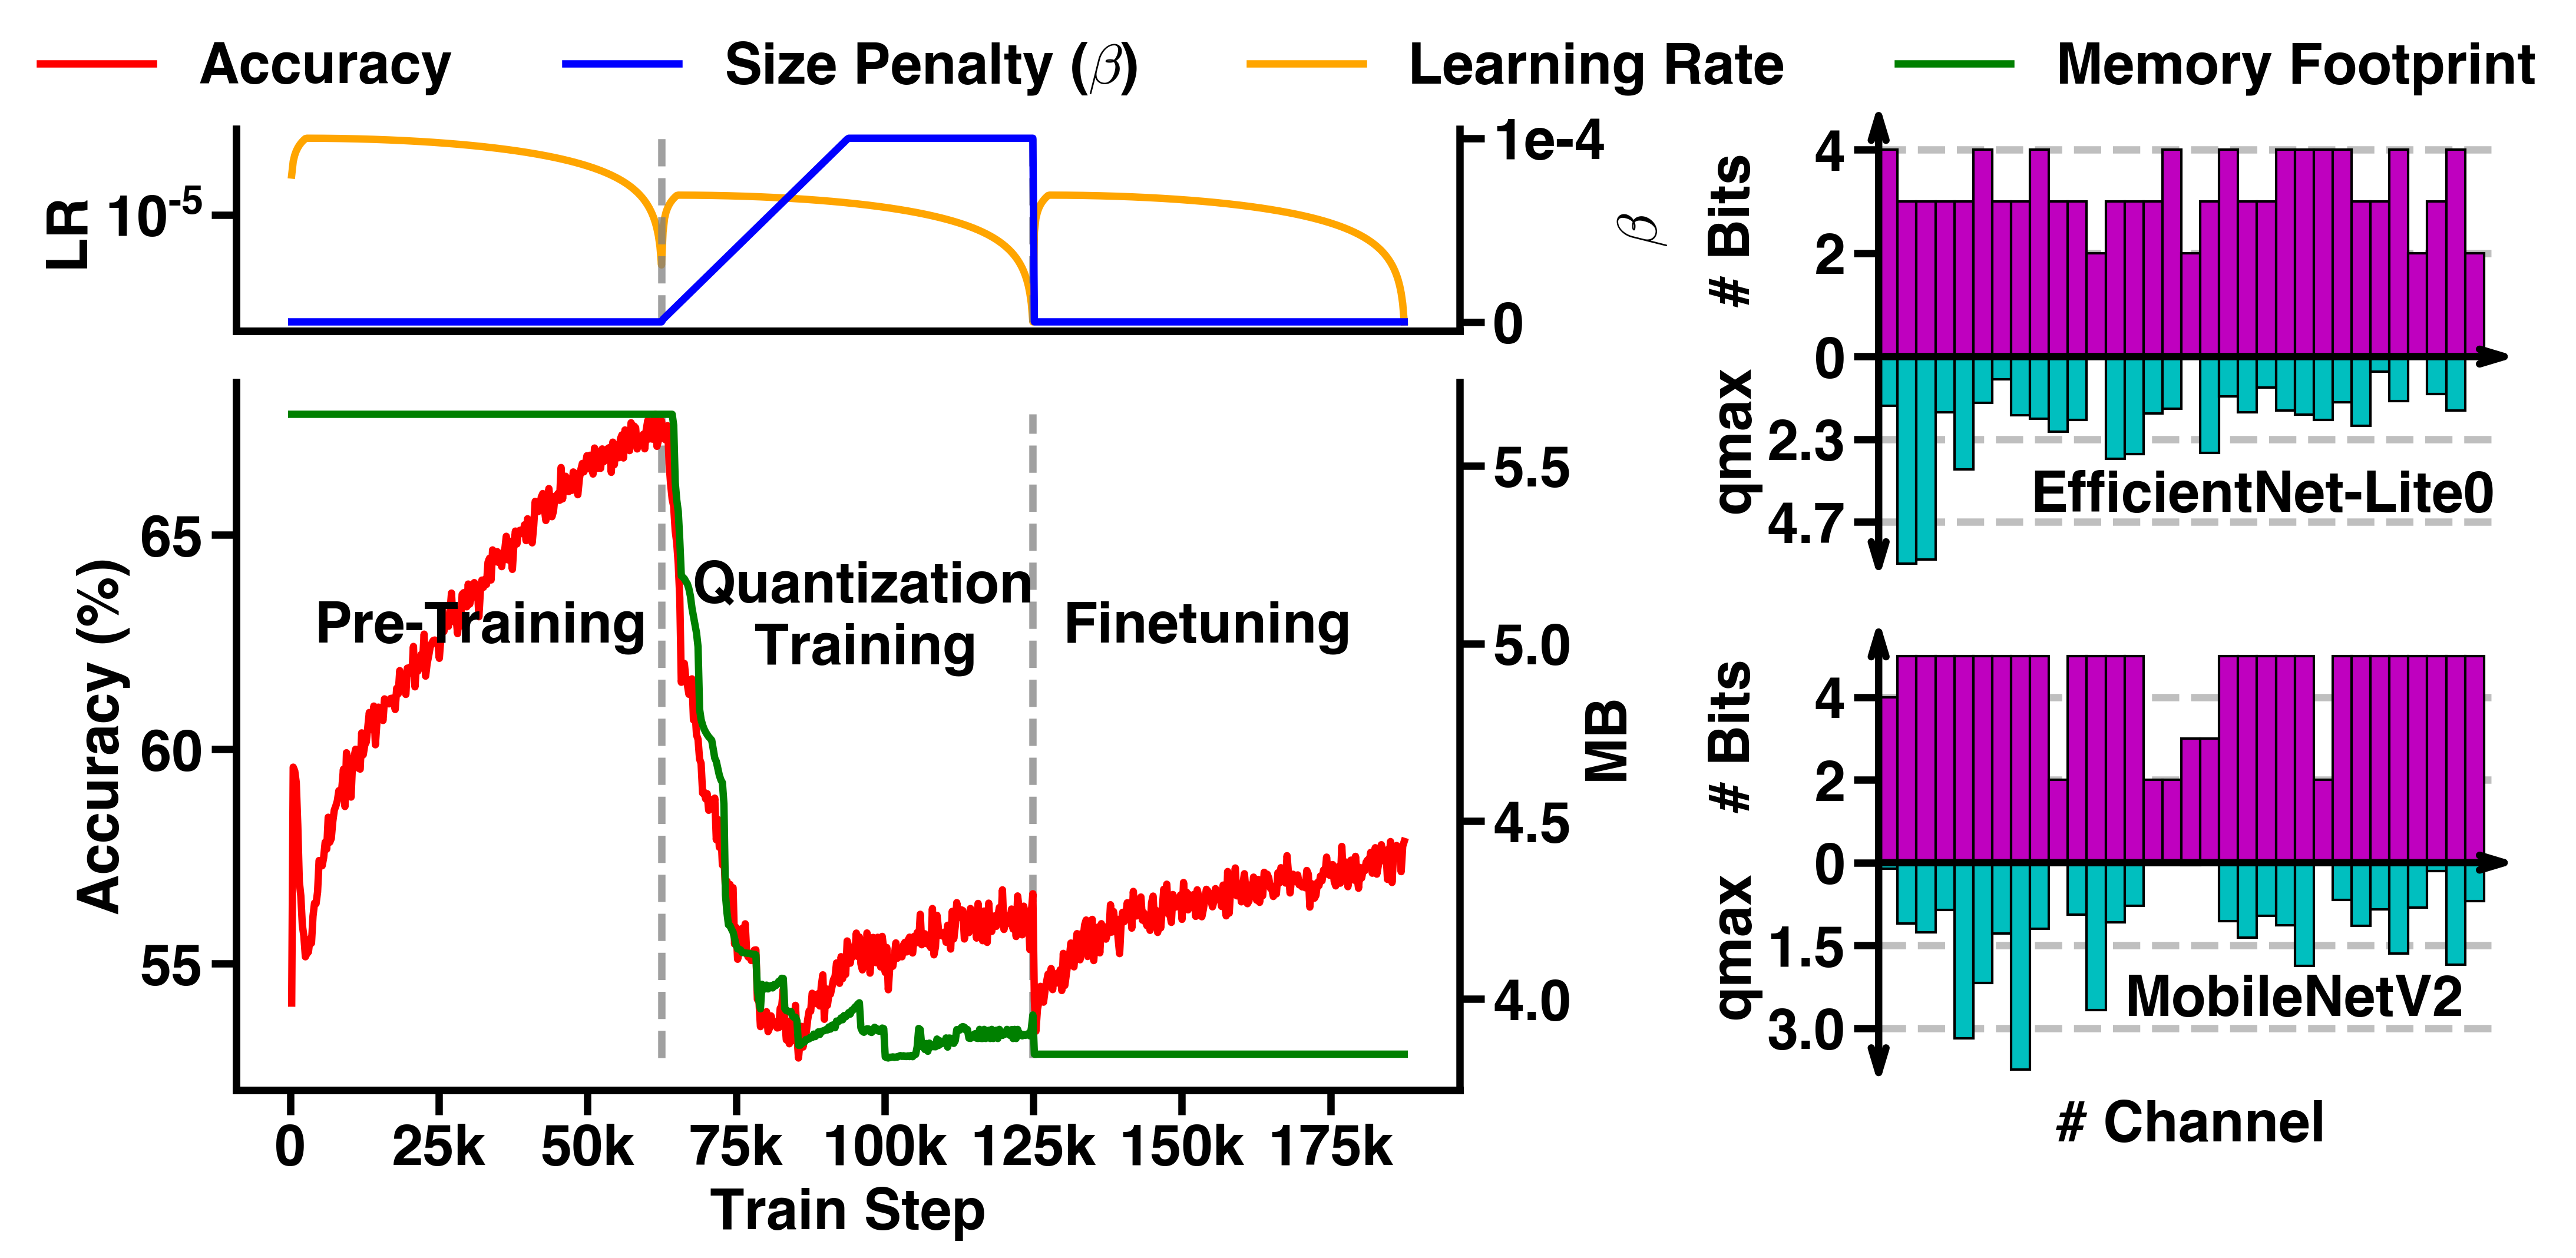 Accuracy
Size Penalty (β)
Learning Rate
Memory Footprint
LR
10-5
1e-4
0
β
Accuracy (%)
65
60
55
Pre-Training
Quantization
Training
Finetuning
5.5
5.0
4.5
4.0
MB
0
25k
50k
75k
100k
125k
150k
175k
Train Step
# Bits
4
2
0
qmax
2.3
4.7
EfficientNet-Lite0
# Bits
4
2
0
qmax
1.5
3.0
MobileNetV2
# Channel